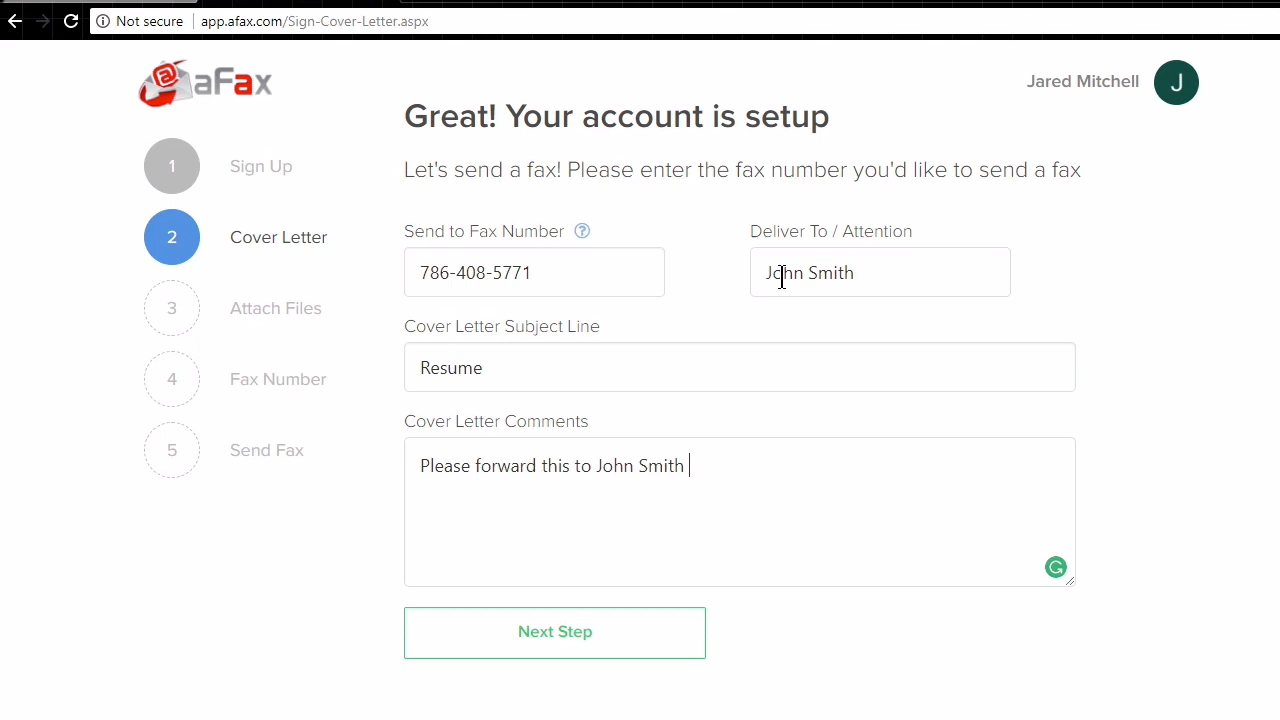 Not secure
app.afax.com/Sign-Cover-Letter.aspx
aFax
Jared Mitchell
J
Great! Your account is setup
Let's send a fax! Please enter the fax number you'd like to send a fax
1
Sign Up
2
Cover Letter
3
Attach Files
4
Fax Number
5
Send Fax
Send to Fax Number ?
Deliver To / Attention
786-408-5771
John Smith
Cover Letter Subject Line
Resume
Cover Letter Comments
Please forward this to John Smith
Next Step